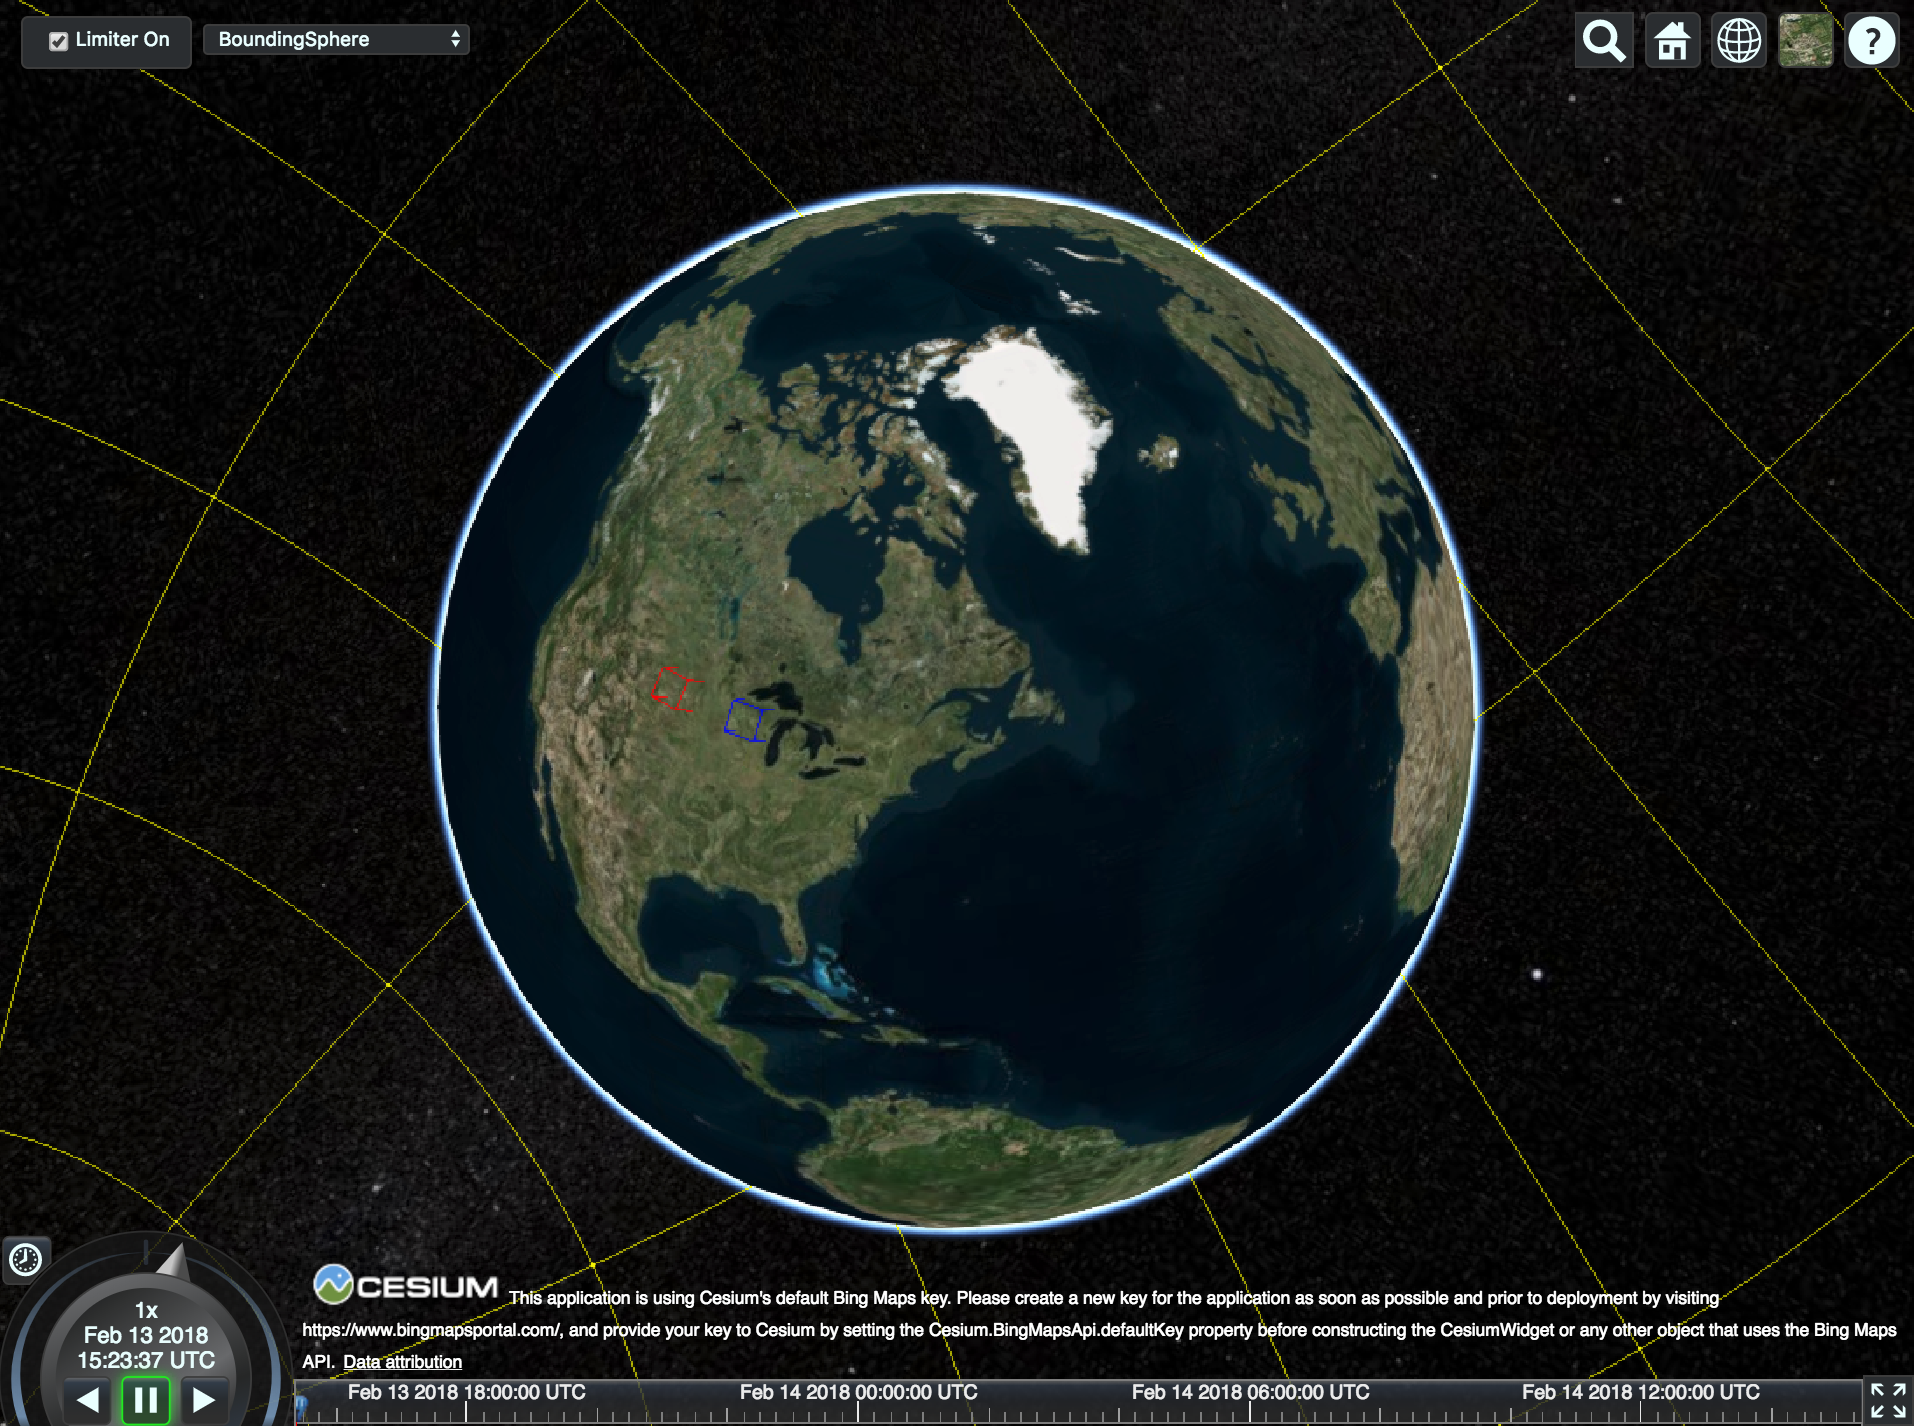 Limiter On
BoundingSphere
?
CESIUM This application is using Cesium's default Bing Maps key. Please create a new key for the application as soon as possible and prior to deployment by visiting
https://www.bingmapsportal.com/, and provide your key to Cesium by setting the Cesium.BingMapsApi.defaultKey property before constructing the CesiumWidget or any other object that uses the Bing Maps
API. Data attribution
1x
Feb 13 2018
15:23:37 UTC
Feb 13 2018 18:00:00 UTC
Feb 14 2018 00:00:00 UTC
Feb 14 2018 06:00:00 UTC
Feb 14 2018 12:00:00 UTC